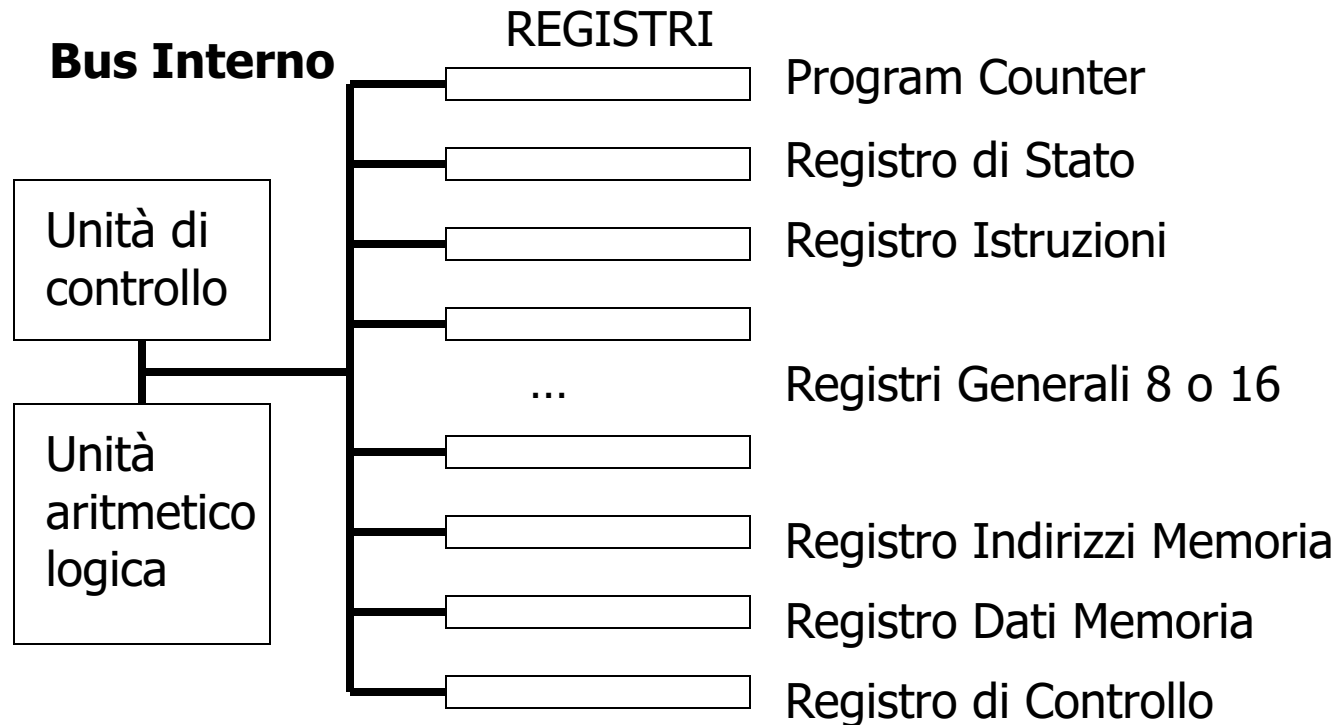 REGISTRI
Bus Interno
Program Counter
Registro di Stato
Unità di
controllo
Registro Istruzioni
...
Registri Generali 8 o 16
Unità
aritmetico
logica
Registro Indirizzi Memoria
Registro Dati Memoria
Registro di Controllo